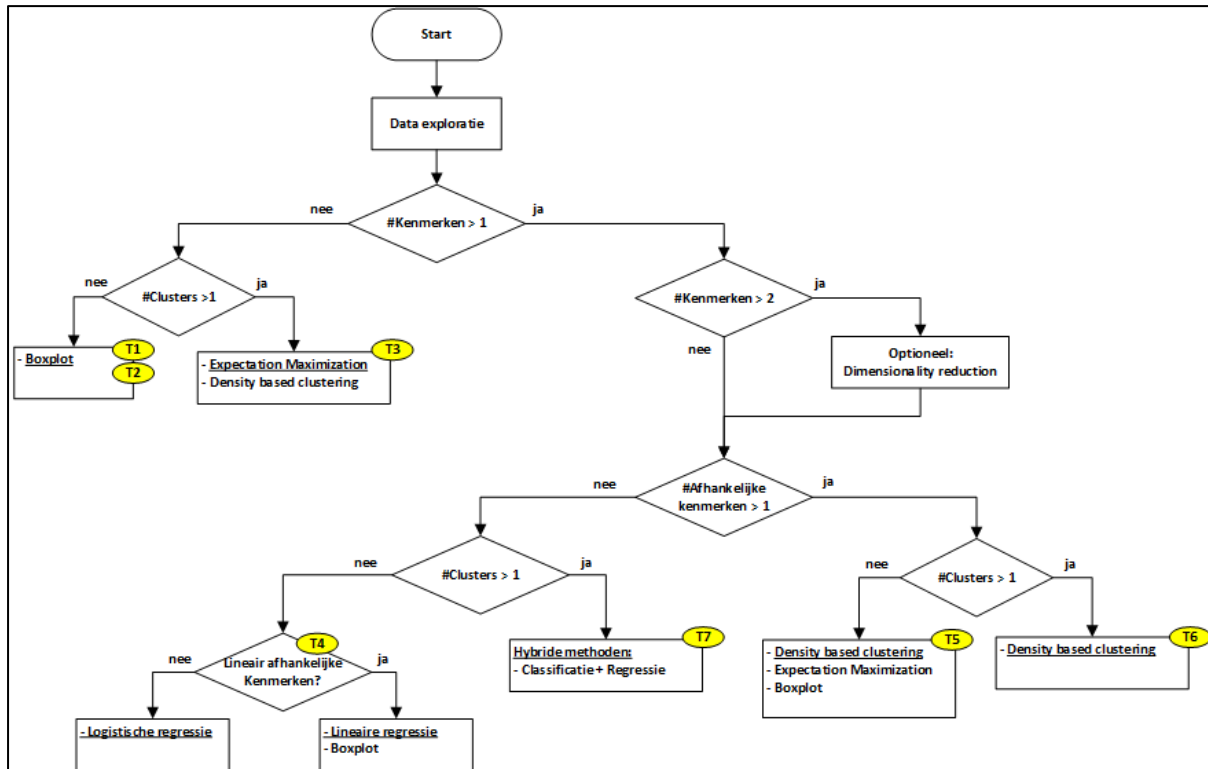 Start
Data exploratie
#Kenmerken > 1
nee
ja
#Clusters >1
nee
ja
#Kenmerken > 2
ja
nee
- Boxplot
T1
T2
- Expectation Maximization
- Density based clustering
T3
Optioneel:
Dimensionality reduction
#Afhankelijke
kenmerken > 1
nee
ja
#Clusters > 1
nee
ja
#Clusters > 1
nee
ja
T4
Lineair afhankelijke
Kenmerken?
nee
ja
Hybride methoden:
- Classificatie + Regressie
T7
- Density based clustering
- Expectation Maximization
- Boxplot
T5
- Density based clustering
T6
- Logistische regressie
- Lineaire regressie
- Boxplot